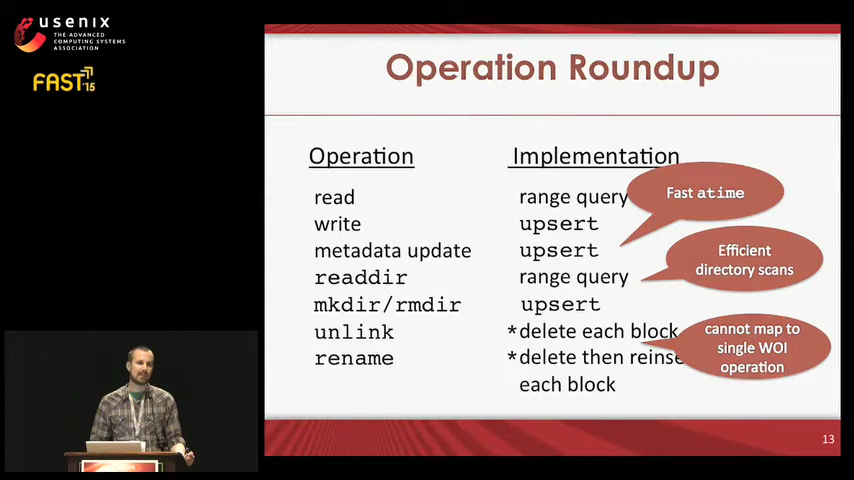 usenix
THE ADVANCED
COMPUTING SYSTEMS
ASSOCIATION
FAST '15
Operation Roundup
Operation Implementation
read range query
write upsert
metadata update upsert
readdir range query
mkdir/rmdir upsert
unlink *delete each block
rename *delete then reinse
each block
Fast atime
Efficient
directory scans
cannot map to
single WOI
operation
13